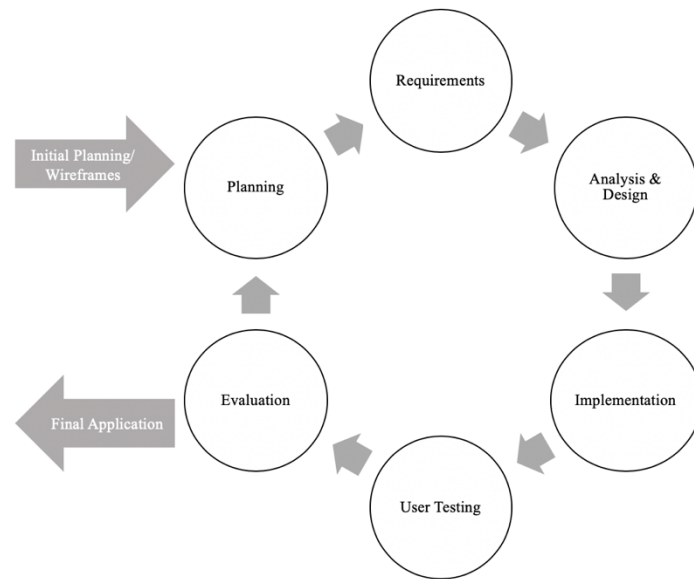 Requirements
Initial Planning/
Wireframes
Planning
Analysis &
Design
Evaluation
Implementation
Final Application
User Testing